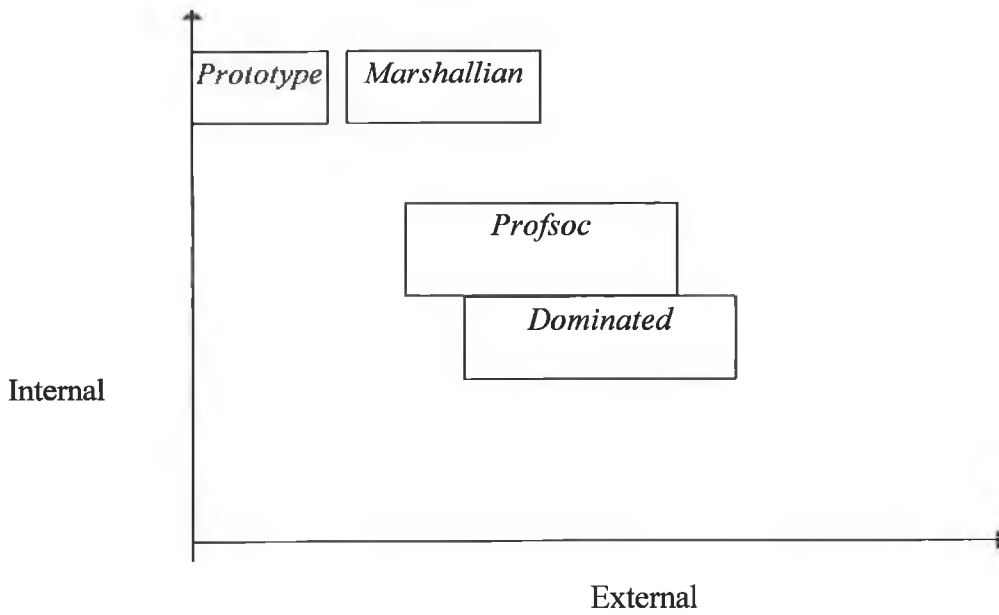 Prototype
Marshallian
Profsoc
Dominated
Internal
External